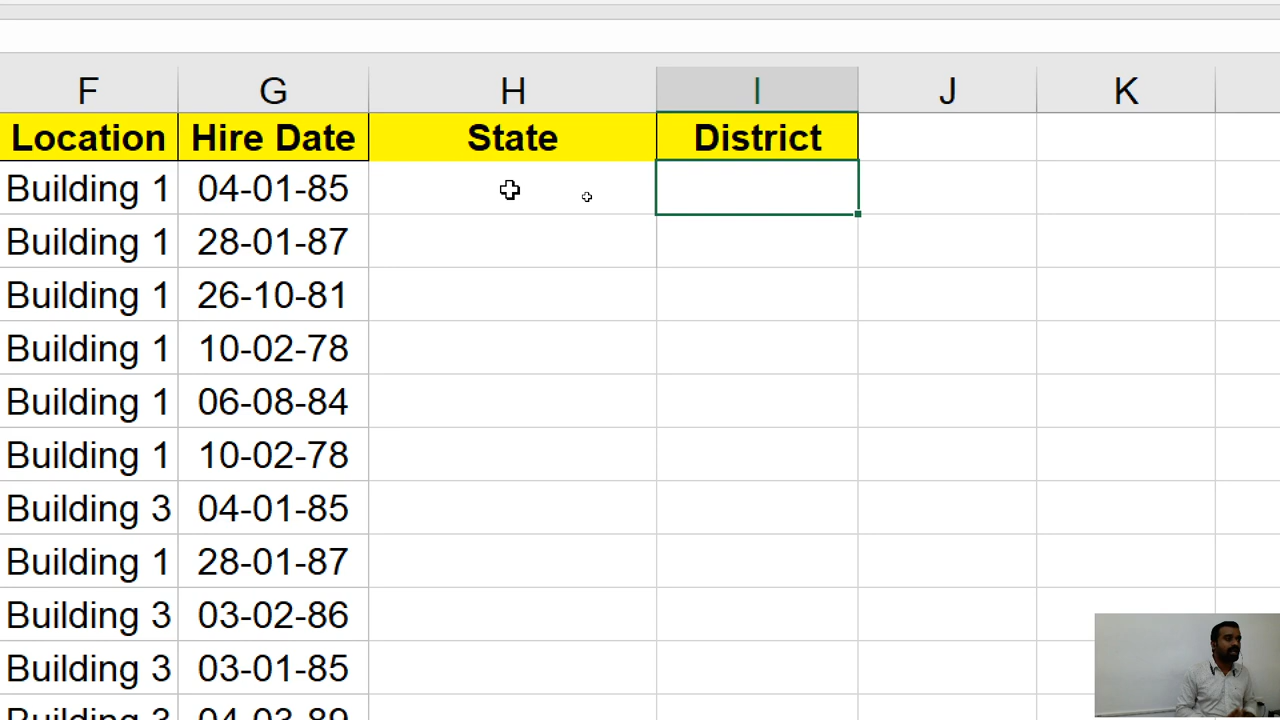 F G H I J K
Location Hire Date State District
Building 1 04-01-85
Building 1 28-01-87
Building 1 26-10-81
Building 1 10-02-78
Building 1 06-08-84
Building 1 10-02-78
Building 3 04-01-85
Building 1 28-01-87
Building 3 03-02-86
Building 3 03-01-85
Building 3 04-03-89